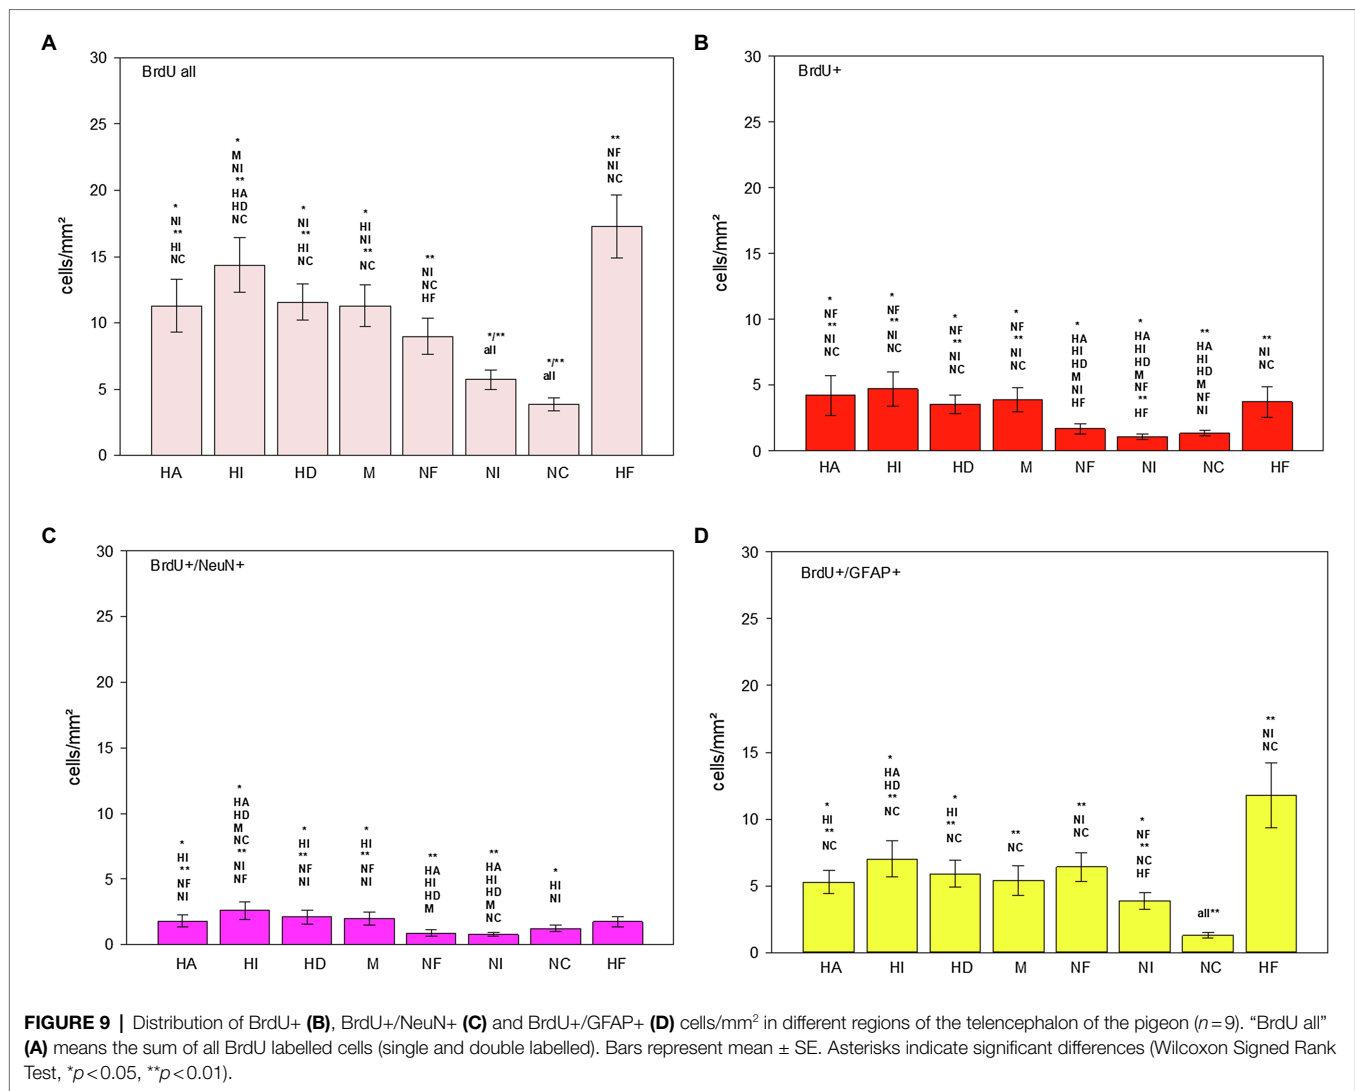 A
BrdU all
30
25
20
15
10
5
0
cells/mm²
*
NI
**
HI
NC
*
M
NI
**
HA
HD
NC
*
NI
**
HI
NC
*
HI
NI
**
NC
**
NI
NC
HF
*/**
all
*/**
all
**
NF
NI
NC
HA HI HD M NF NI NC HF
B
BrdU+
30
25
20
15
10
5
0
cells/mm²
*
NF
**
NI
NC
*
NF
**
NI
NC
*
NF
**
NI
NC
*
NF
**
NI
NC
*
HA
HI
HD
M
NI
HF
*
HA
HI
HD
M
NF
**
HF
**
HA
HI
HD
M
NF
NI
**
NI
NC
HA HI HD M NF NI NC HF
C
BrdU+/NeuN+
30
25
20
15
10
5
0
cells/mm²
*
HI
**
NF
NI
*
HA
HD
M
NC
**
NI
NF
*
HI
**
NF
NI
*
HI
**
NF
NI
**
HA
HI
HD
M
**
HA
HI
HD
M
NC
*
HI
NI
HA HI HD M NF NI NC HF
D
BrdU+/GFAP+
30
25
20
15
10
5
0
cells/mm²
*
HI
**
NC
*
HA
HD
**
NC
*
HI
**
NC
**
NC
**
NI
NC
*
NF
**
NC
HF
all**
**
NI
NC
HA HI HD M NF NI NC HF
FIGURE 9 | Distribution of BrdU+ (B), BrdU+/NeuN+ (C) and BrdU+/GFAP+ (D) cells/mm² in different regions of the telencephalon of the pigeon (n=9). “BrdU all”
(A) means the sum of all BrdU labelled cells (single and double labelled). Bars represent mean ± SE. Asterisks indicate significant differences (Wilcoxon Signed Rank
Test, *p<0.05, **p<0.01).